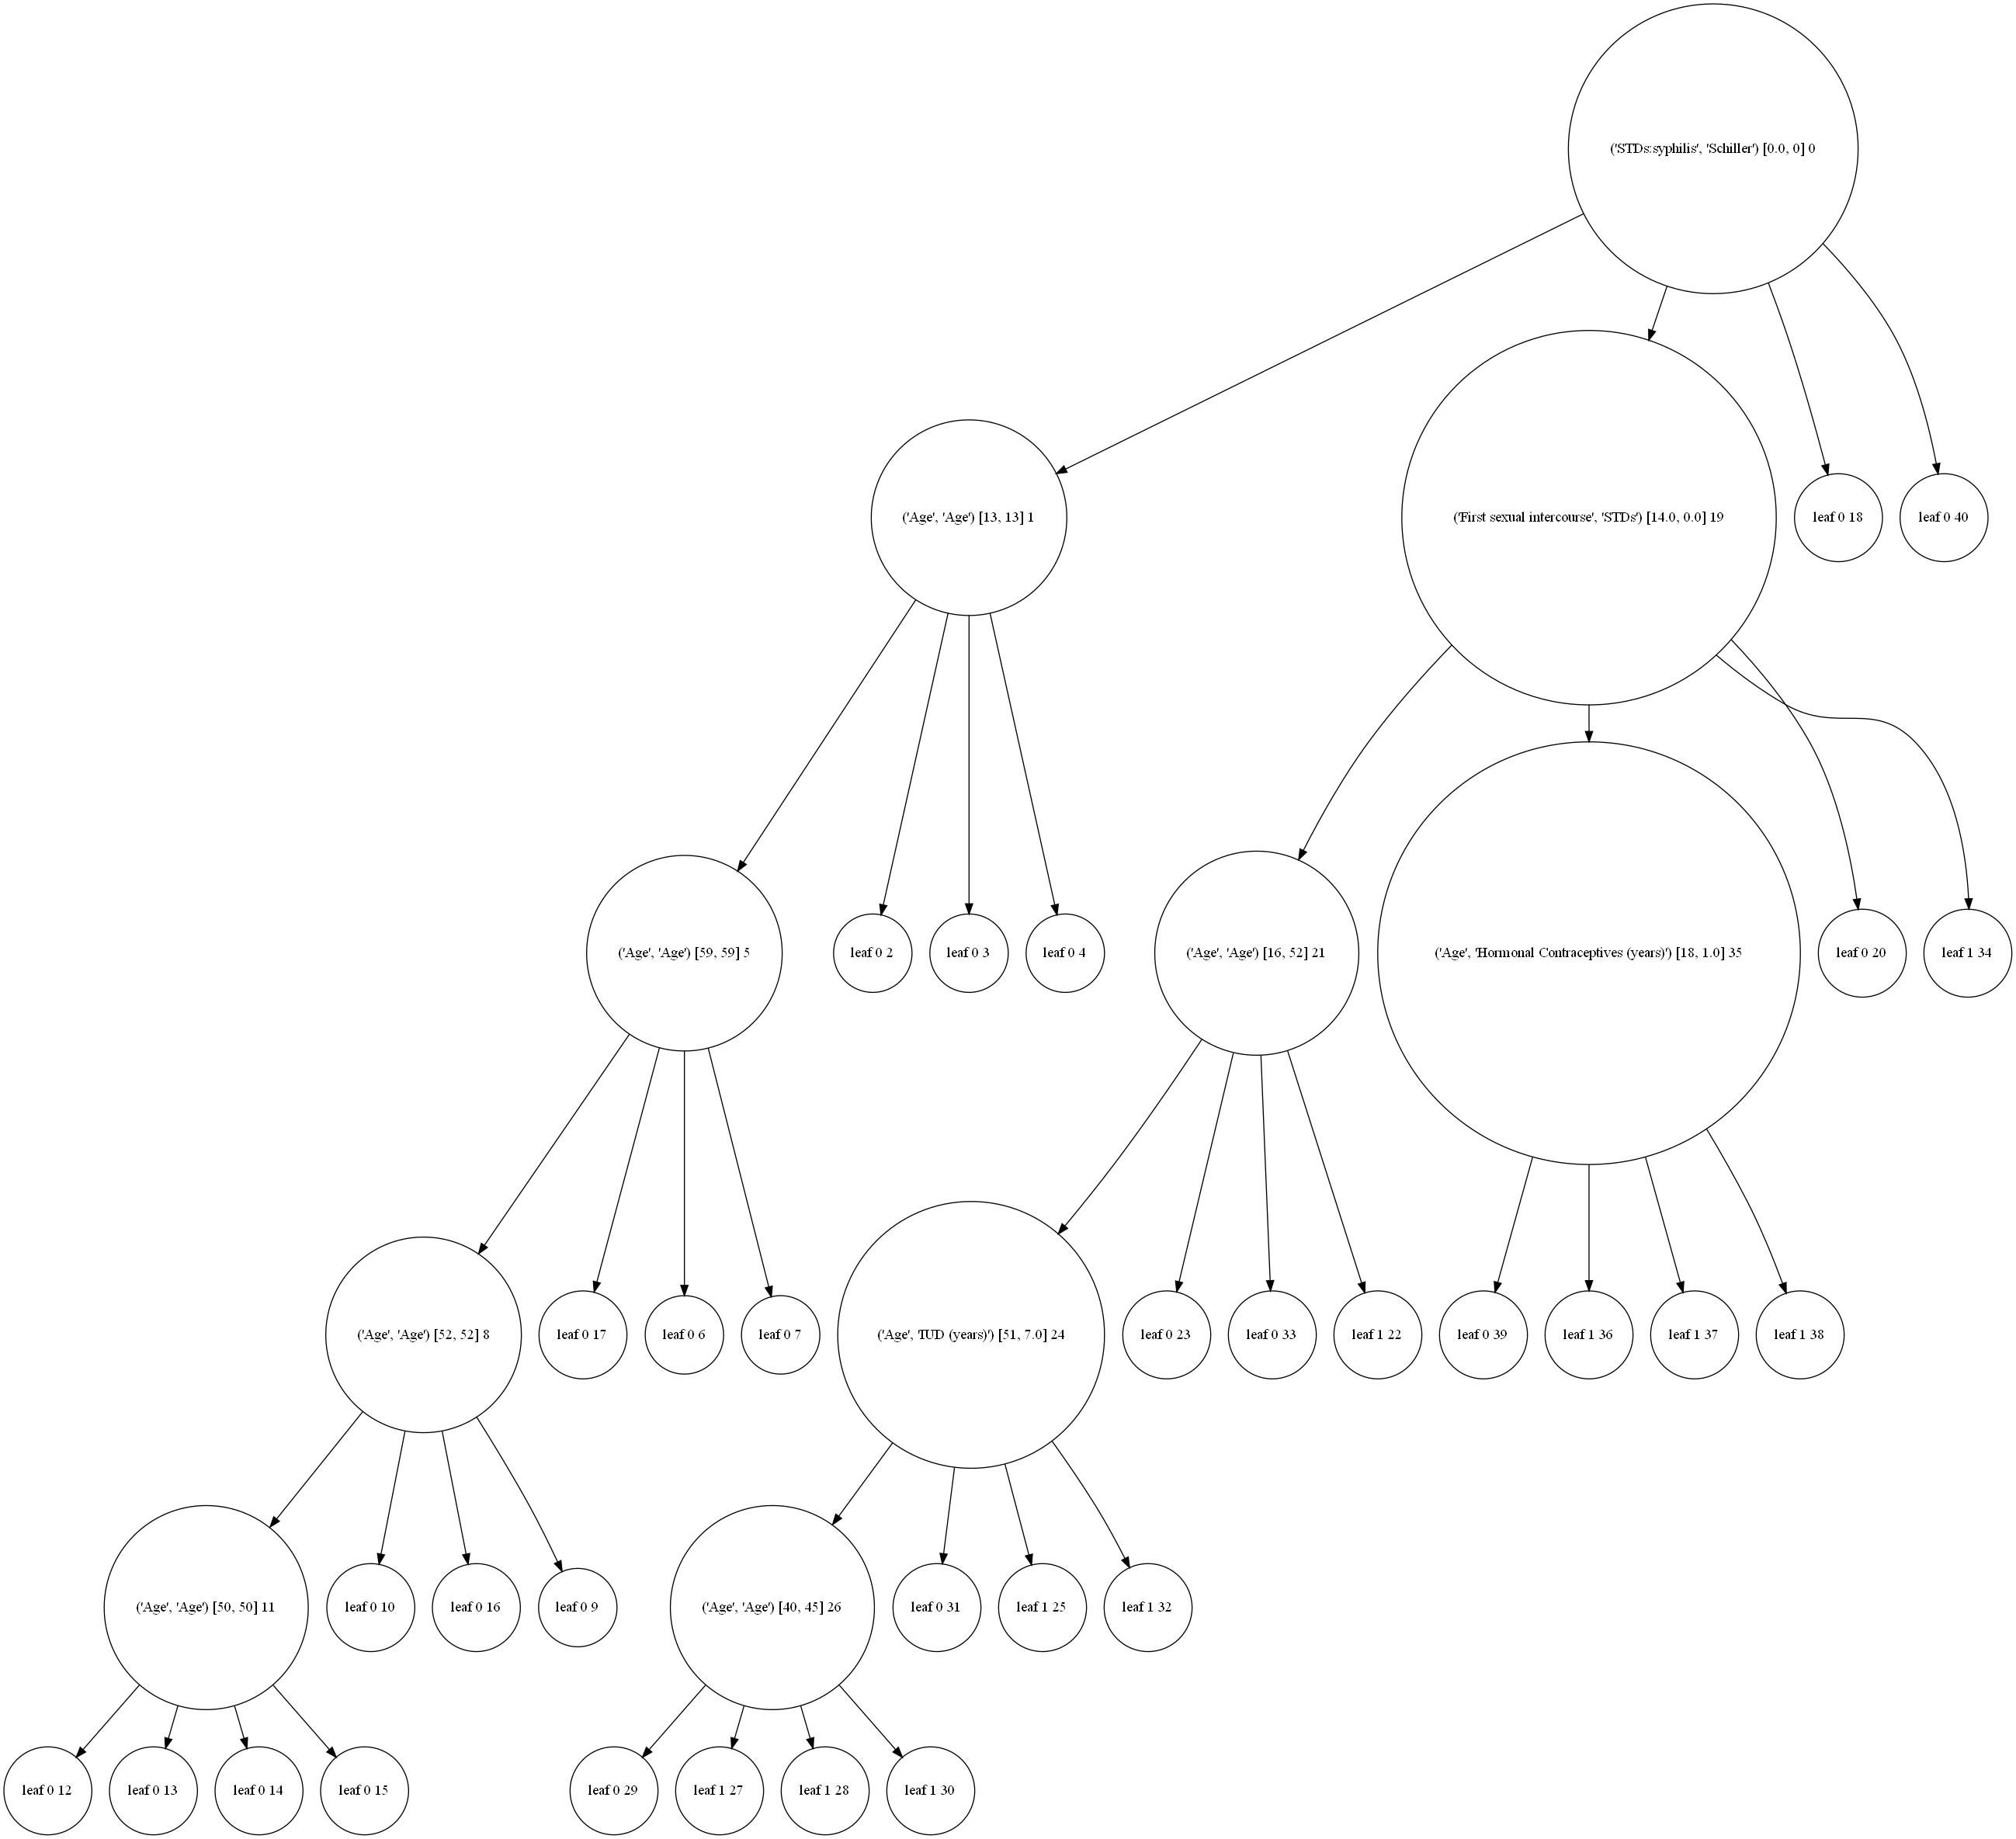 ('STDs:syphilis', 'Schiller') [0.0, 0] 0
('Age', 'Age') [13, 13] 1
('First sexual intercourse', 'STDs') [14.0, 0.0] 19
leaf 0 18
leaf 0 40
('Age', 'Age') [59, 59] 5
leaf 0 2
leaf 0 3
leaf 0 4
('Age', 'Age') [16, 52] 21
('Age', 'Hormonal Contraceptives (years)') [18, 1.0] 35
leaf 0 20
leaf 1 34
('Age', 'Age') [52, 52] 8
leaf 0 17
leaf 0 6
leaf 0 7
('Age', 'IUD (years)') [51, 7.0] 24
leaf 0 23
leaf 0 33
leaf 1 22
leaf 0 39
leaf 1 36
leaf 1 37
leaf 1 38
('Age', 'Age') [50, 50] 11
leaf 0 10
leaf 0 16
leaf 0 9
('Age', 'Age') [40, 45] 26
leaf 0 31
leaf 1 25
leaf 1 32
leaf 0 12
leaf 0 13
leaf 0 14
leaf 0 15
leaf 0 29
leaf 1 27
leaf 1 28
leaf 1 30